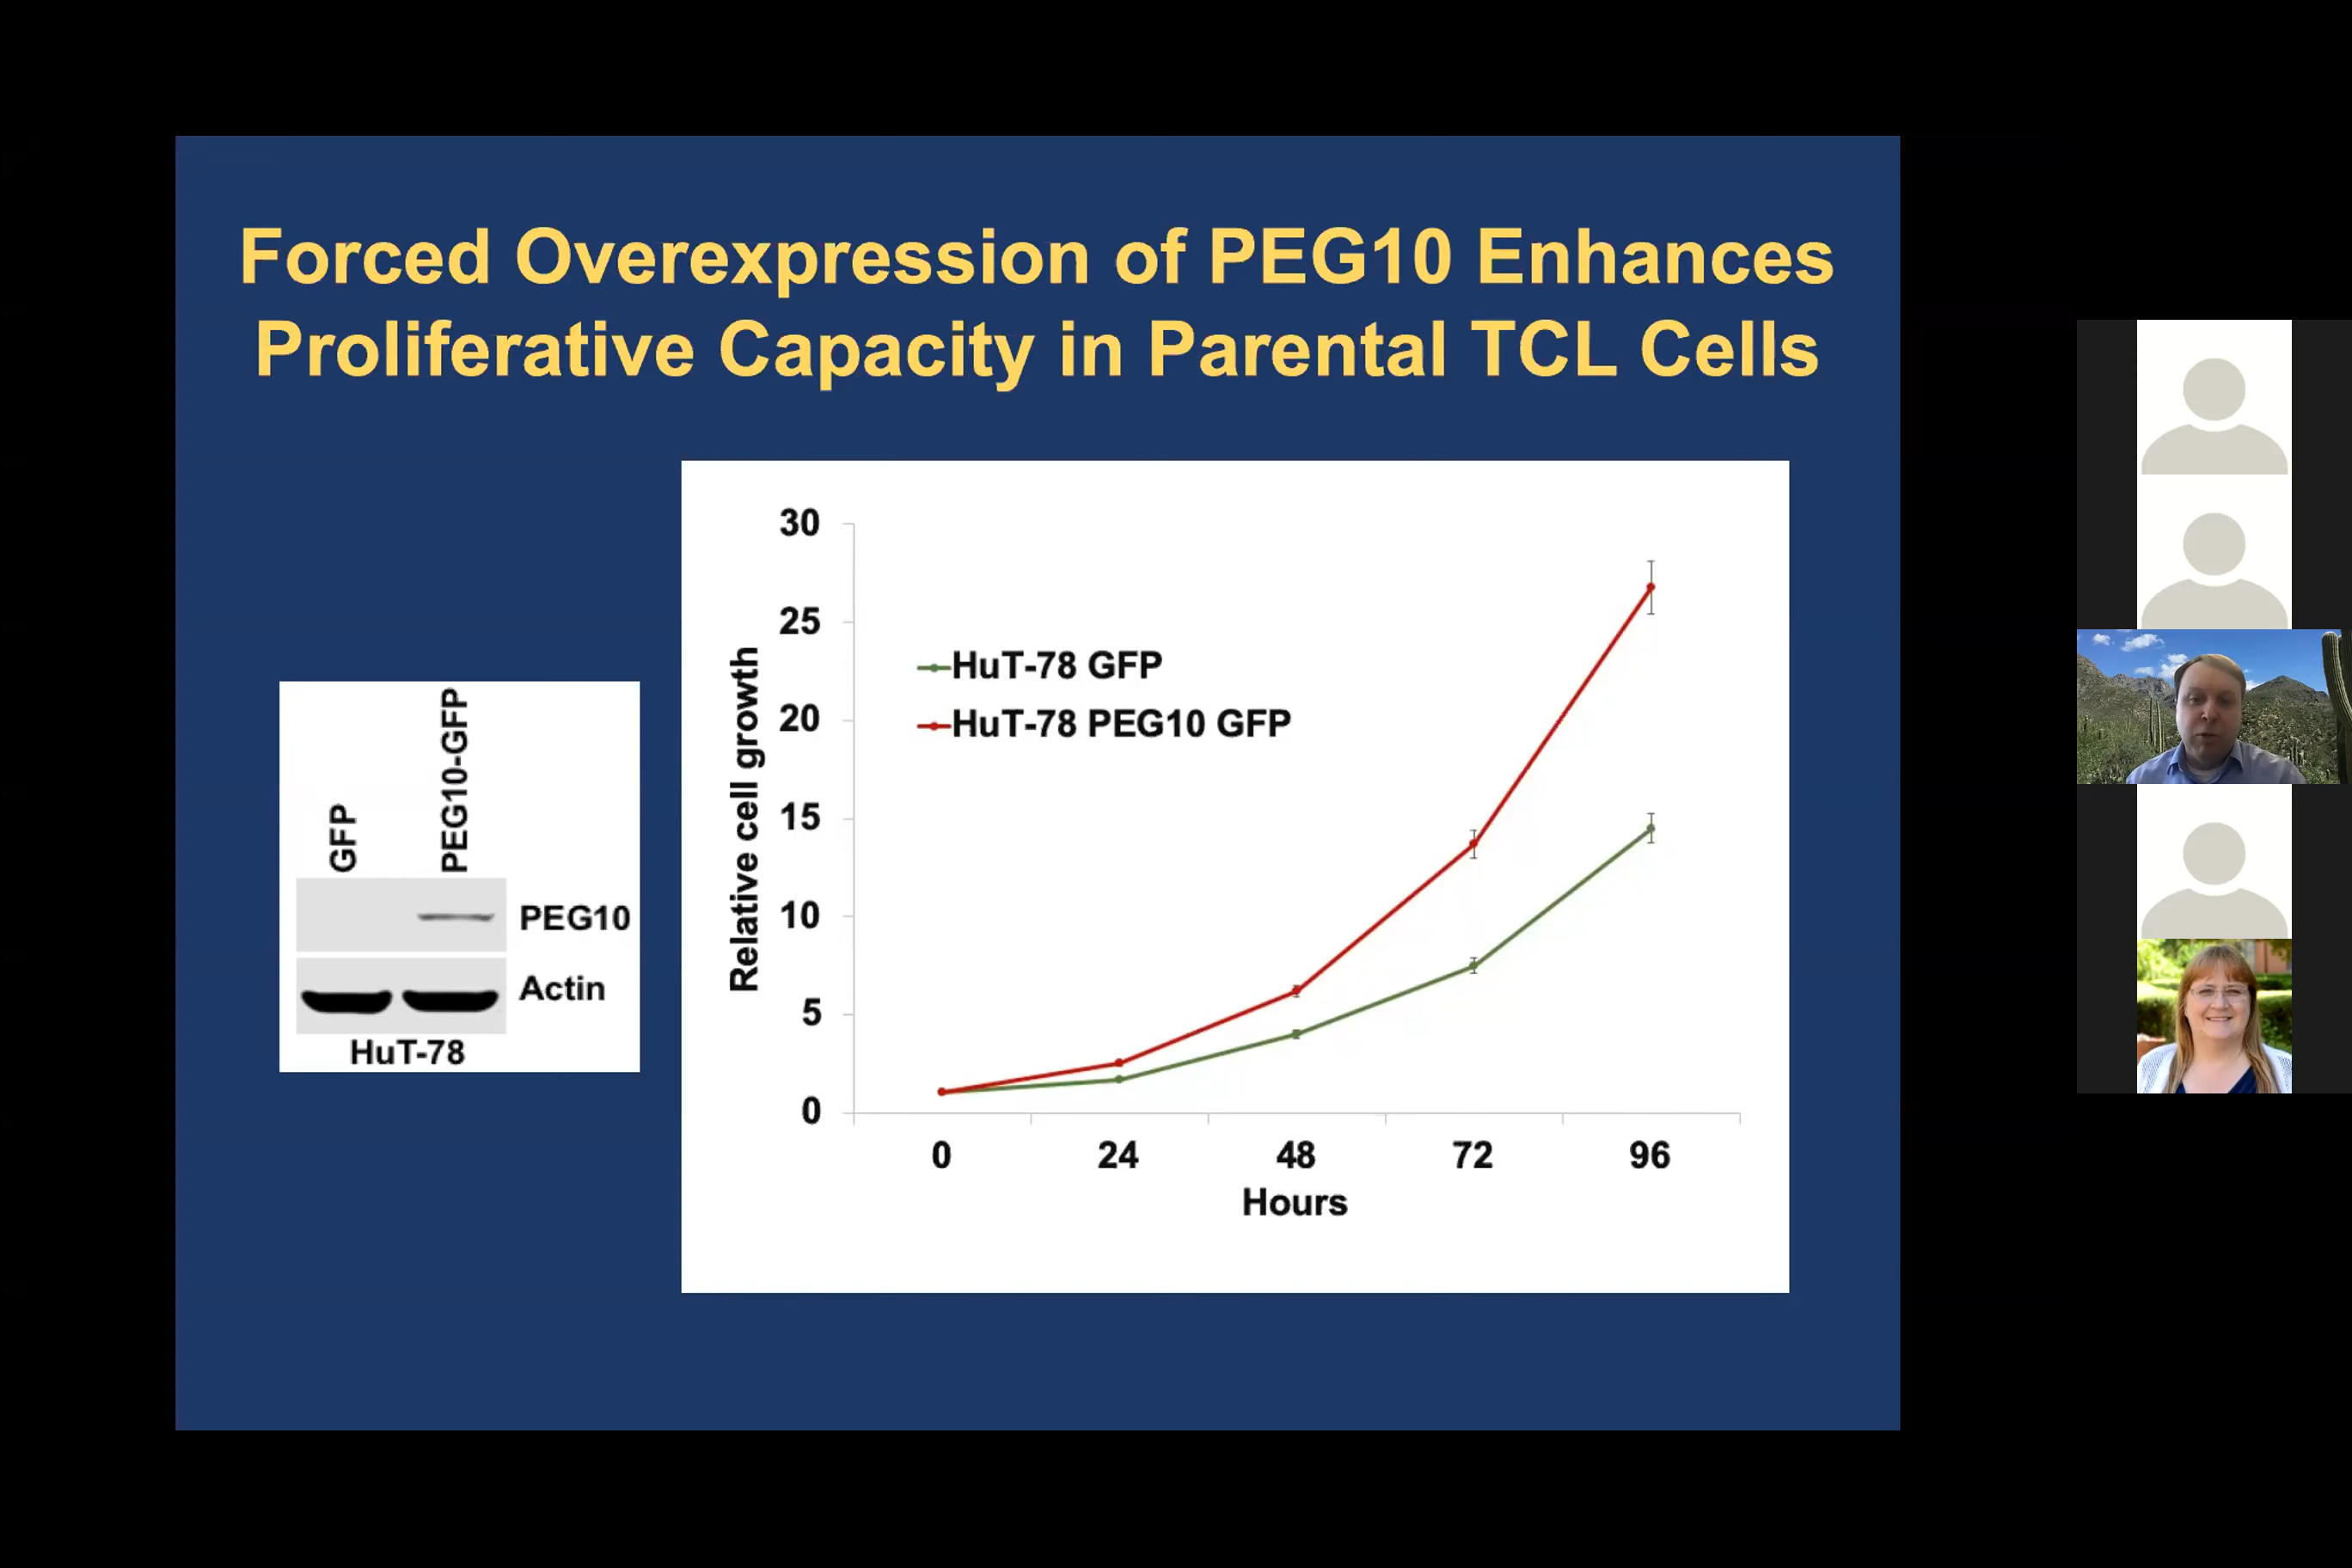 Forced Overexpression of PEG10 Enhances
Proliferative Capacity in Parental TCL Cells
GFP
PEG10-GFP
PEG10
Actin
HuT-78
Relative cell growth
30
25
20
15
10
5
0
HuT-78 GFP
HuT-78 PEG10 GFP
0 24 48 72 96
Hours